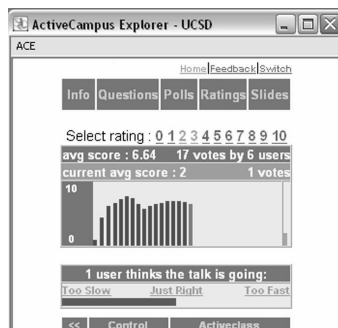 ActiveCampus Explorer - UCSD
ACE
Home|Feedback|Switch
Info Questions Polls Ratings Slides
Select rating : 0 1 2 3 4 5 6 7 8 9 10
avg score : 6.64 17 votes by 6 users
current avg score : 2 1 votes
10
0
1 user thinks the talk is going:
Too Slow Just Right Too Fast
<< Control Activeclass